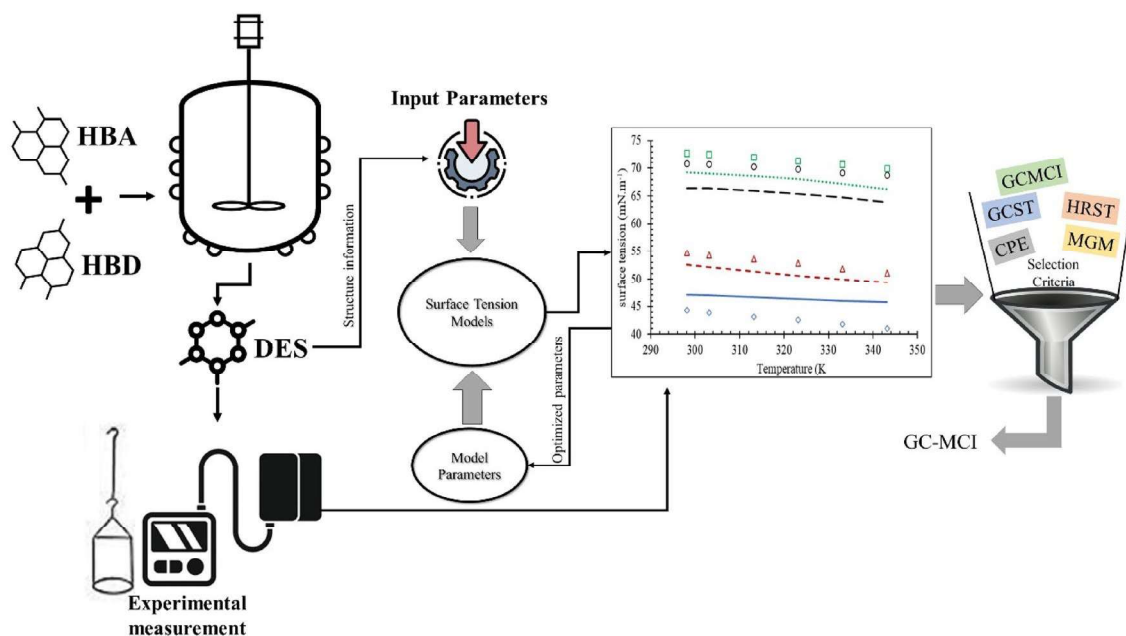 HBA
+
HBD
DES
Experimental
measurement
Structure information
Input Parameters
Surface Tension
Models
Model
Parameters
Optimized parameters
surface tension (mN.m⁻¹)
75
70
65
60
55
50
45
40
290 300 310 320 330 340 350
Temperature (K
GCMCI
GCST
HRST
CPE
MGM
Selection
Criteria
GC-MCI